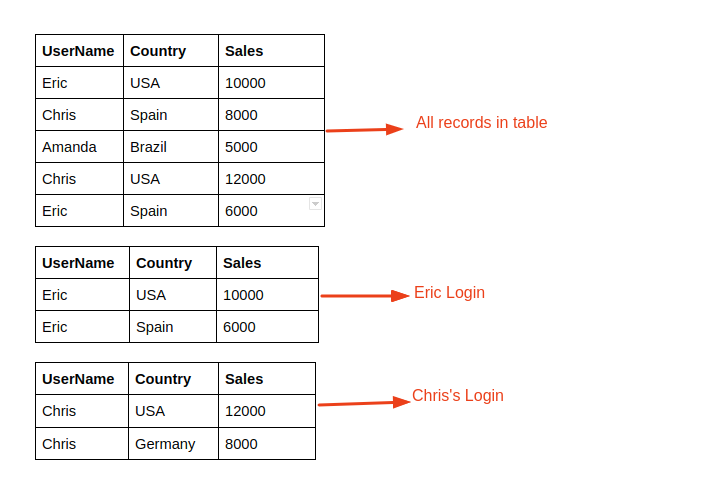 UserName Country Sales
Eric USA 10000
Chris Spain 8000
Amanda Brazil 5000
Chris USA 12000
Eric Spain 6000
All records in table
UserName Country Sales
Eric USA 10000
Eric Spain 6000
Eric Login
UserName Country Sales
Chris USA 12000
Chris Germany 8000
Chris's Login